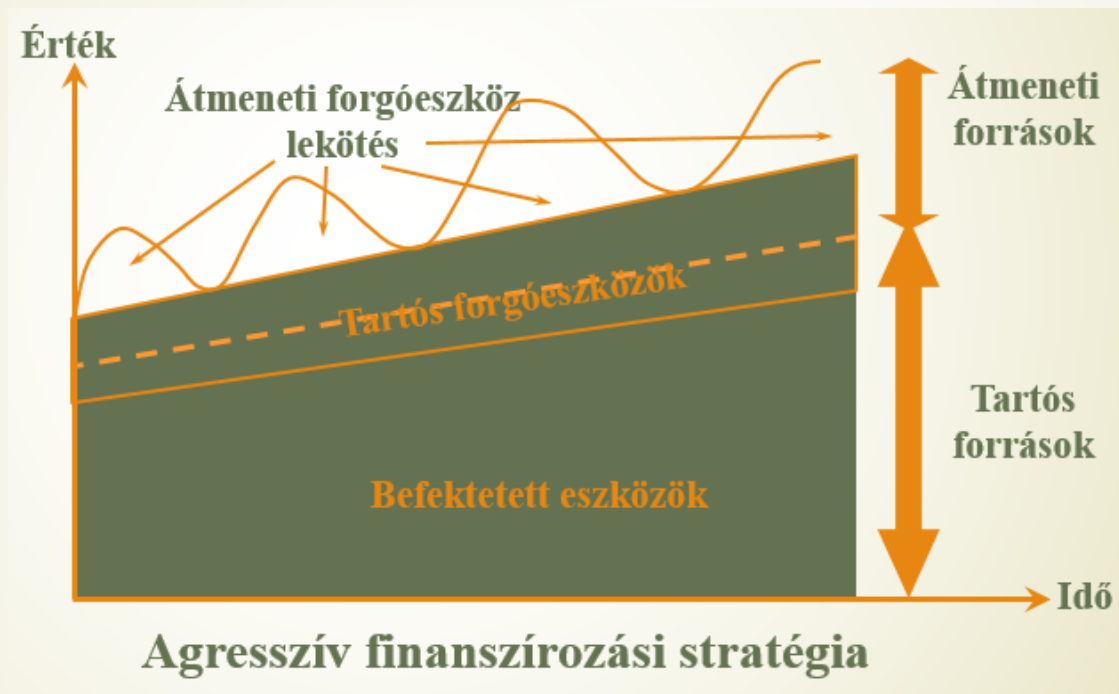 Érték
Átmeneti forgóeszköz
lekötés
Átmeneti
források
Tartós forgóeszközök
Tartós
források
Befektetett eszközök
Idő
Agresszív finanszírozási stratégia